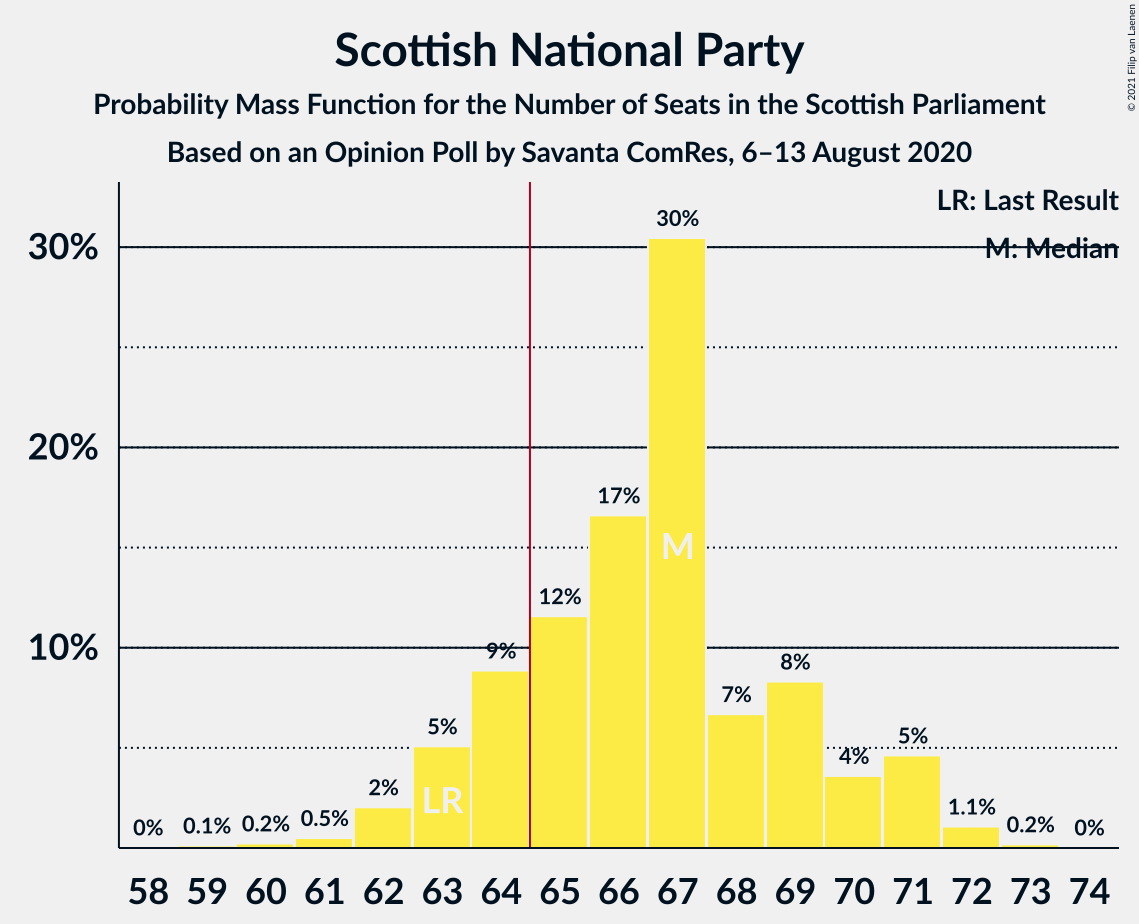 Scottish National Party
Probability Mass Function for the Number of Seats in the Scottish Parliament
Based on an Opinion Poll by Savanta ComRes, 6–13 August 2020
© 2021 Filip van Laenen
LR: Last Result
M: Median
30%
20%
10%
0%
0.1%
0.2%
0.5%
2%
5%
9%
12%
17%
30%
7%
8%
4%
5%
1.1%
0.2%
0%
LR
M
58 59 60 61 62 63 64 65 66 67 68 69 70 71 72 73 74